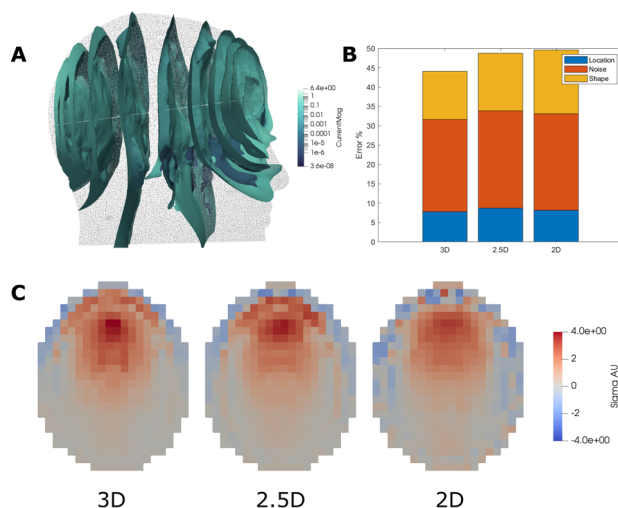 A
6.4e+00
1
0.1
0.01
0.001
0.0001
1e-5
1e-6
3.6e-08
CurrentMag
B
50
45
40
35
30
25
20
15
10
5
0
Error %
Location
Noise
Shape
3D
2.5D
2D
C
4.0e+00
2
0
-2
-4.0e+00
Sigma AU
3D
2.5D
2D